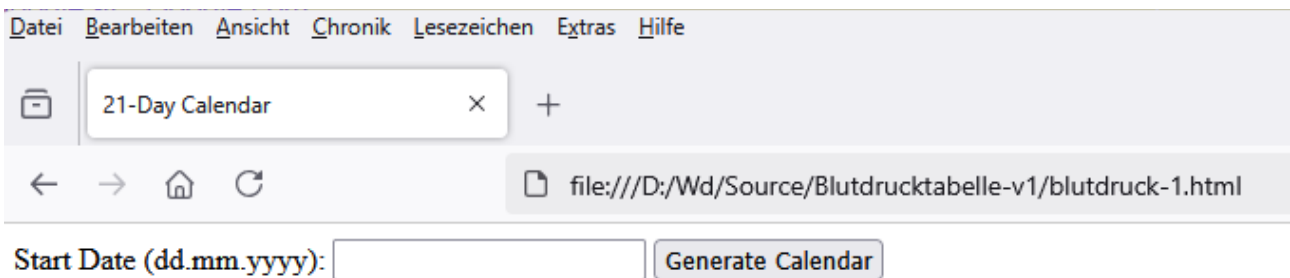 Datei Bearbeiten Ansicht Chronik Lesezeichen Extras Hilfe
21-Day Calendar
file:///D:/Wd/Source/Blutdrucktabelle-v1/blutdruck-1.html
Start Date (dd.mm.yyyy): Generate Calendar